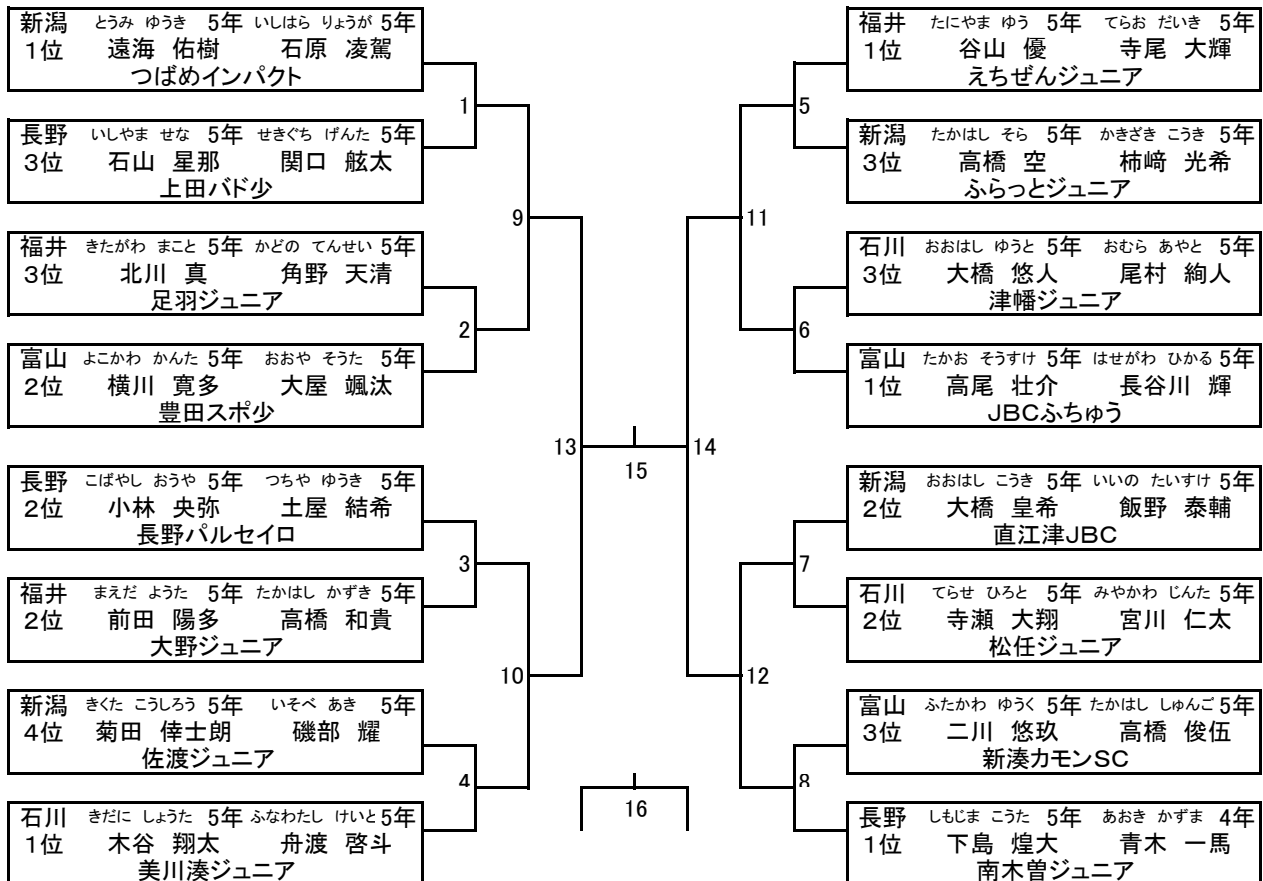 新潟 とうみ ゆうき 5年 いしはら りょうが 5年
1位 遠海 佑樹 石原 凌駕
つばめインパクト
1
長野 いしやま せな 5年 せきぐち げんた 5年
3位 石山 星那 関口 舷太
上田バド少
9
福井 きたがわ まこと 5年 かどの てんせい 5年
3位 北川 真 角野 天清
足羽ジュニア
2
富山 よこかわ かんた 5年 おおや そうた 5年
2位 横川 寛多 大屋 颯汰
豊田スポ少
13
15
長野 こばやし おうや 5年 つちや ゆうき 5年
2位 小林 央弥 土屋 結希
長野パルセイロ
3
福井 まえだ ようた 5年 たかはし かずき 5年
2位 前田 陽多 高橋 和貴
大野ジュニア
10
新潟 きくた こうしろう 5年 いそべ あき 5年
4位 菊田 倖士朗 磯部 耀
佐渡ジュニア
4
石川 きだに しょうた 5年 ふなわたし けいと 5年
1位 木谷 翔太 舟渡 啓斗
美川湊ジュニア
16
福井 たにやま ゆう 5年 てらお だいき 5年
1位 谷山 優 寺尾 大輝
えちぜんジュニア
5
新潟 たかはし そら 5年 かきざき こうき 5年
3位 高橋 空 柿﨑 光希
ふらっとジュニア
11
石川 おおはし ゆうと 5年 おむら あやと 5年
3位 大橋 悠人 尾村 絢人
津幡ジュニア
6
富山 たかお そうすけ 5年 はせがわ ひかる 5年
1位 高尾 壮介 長谷川 輝
JBCふちゅう
14
新潟 おおはし こうき 5年 いいの たいすけ 5年
2位 大橋 皇希 飯野 泰輔
直江津JBC
7
石川 てらせ ひろと 5年 みやかわ じんた 5年
2位 寺瀬 大翔 宮川 仁太
松任ジュニア
12
富山 ふたかわ ゆうく 5年 たかはし しゅんご 5年
3位 二川 悠玖 高橋 俊伍
新湊カモンSC
8
長野 しもじま こうた 5年 あおき かずま 4年
1位 下島 煌大 青木 一馬
南木曽ジュニア